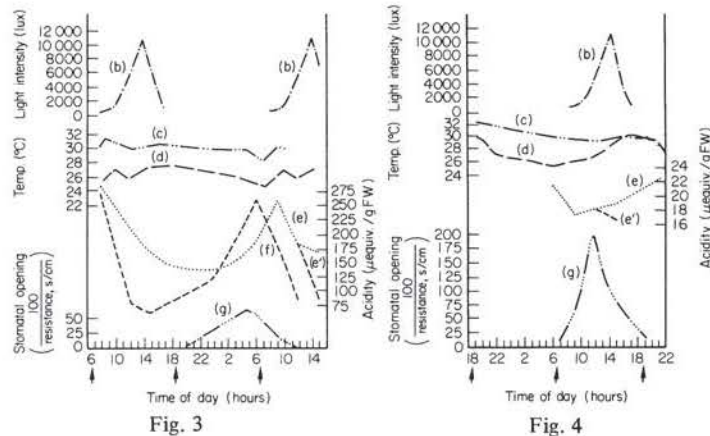 Light intensity (lux)
12 000
10 000
8000
6000
4000
2000
0
(b)
(b)
Temp. (°C)
32
30
28
26
24
22
(c)
(d)
275
250
225
200
175
150
125
100
75
Acidity (μequiv. /g FW)
(e)
(e')
(f)
(g)
Stomatal opening
( 100 / resistance, s/cm )
50
25
0
6 10 14 18 22 2 6 10 14
Time of day (hours)
Fig. 3
Light intensity (lux)
12 000
10 000
8000
6000
4000
2000
0
(b)
Temp. (°C)
32
30
28
26
24
(c)
(d)
24
22
20
18
16
Acidity (μequiv/g FW)
(e)
(e')
(g)
Stomatal opening
( 100 / resistance, s/cm )
200
175
150
125
100
75
50
25
0
18 22 2 6 10 14 18 22
Time of day (hours)
Fig. 4